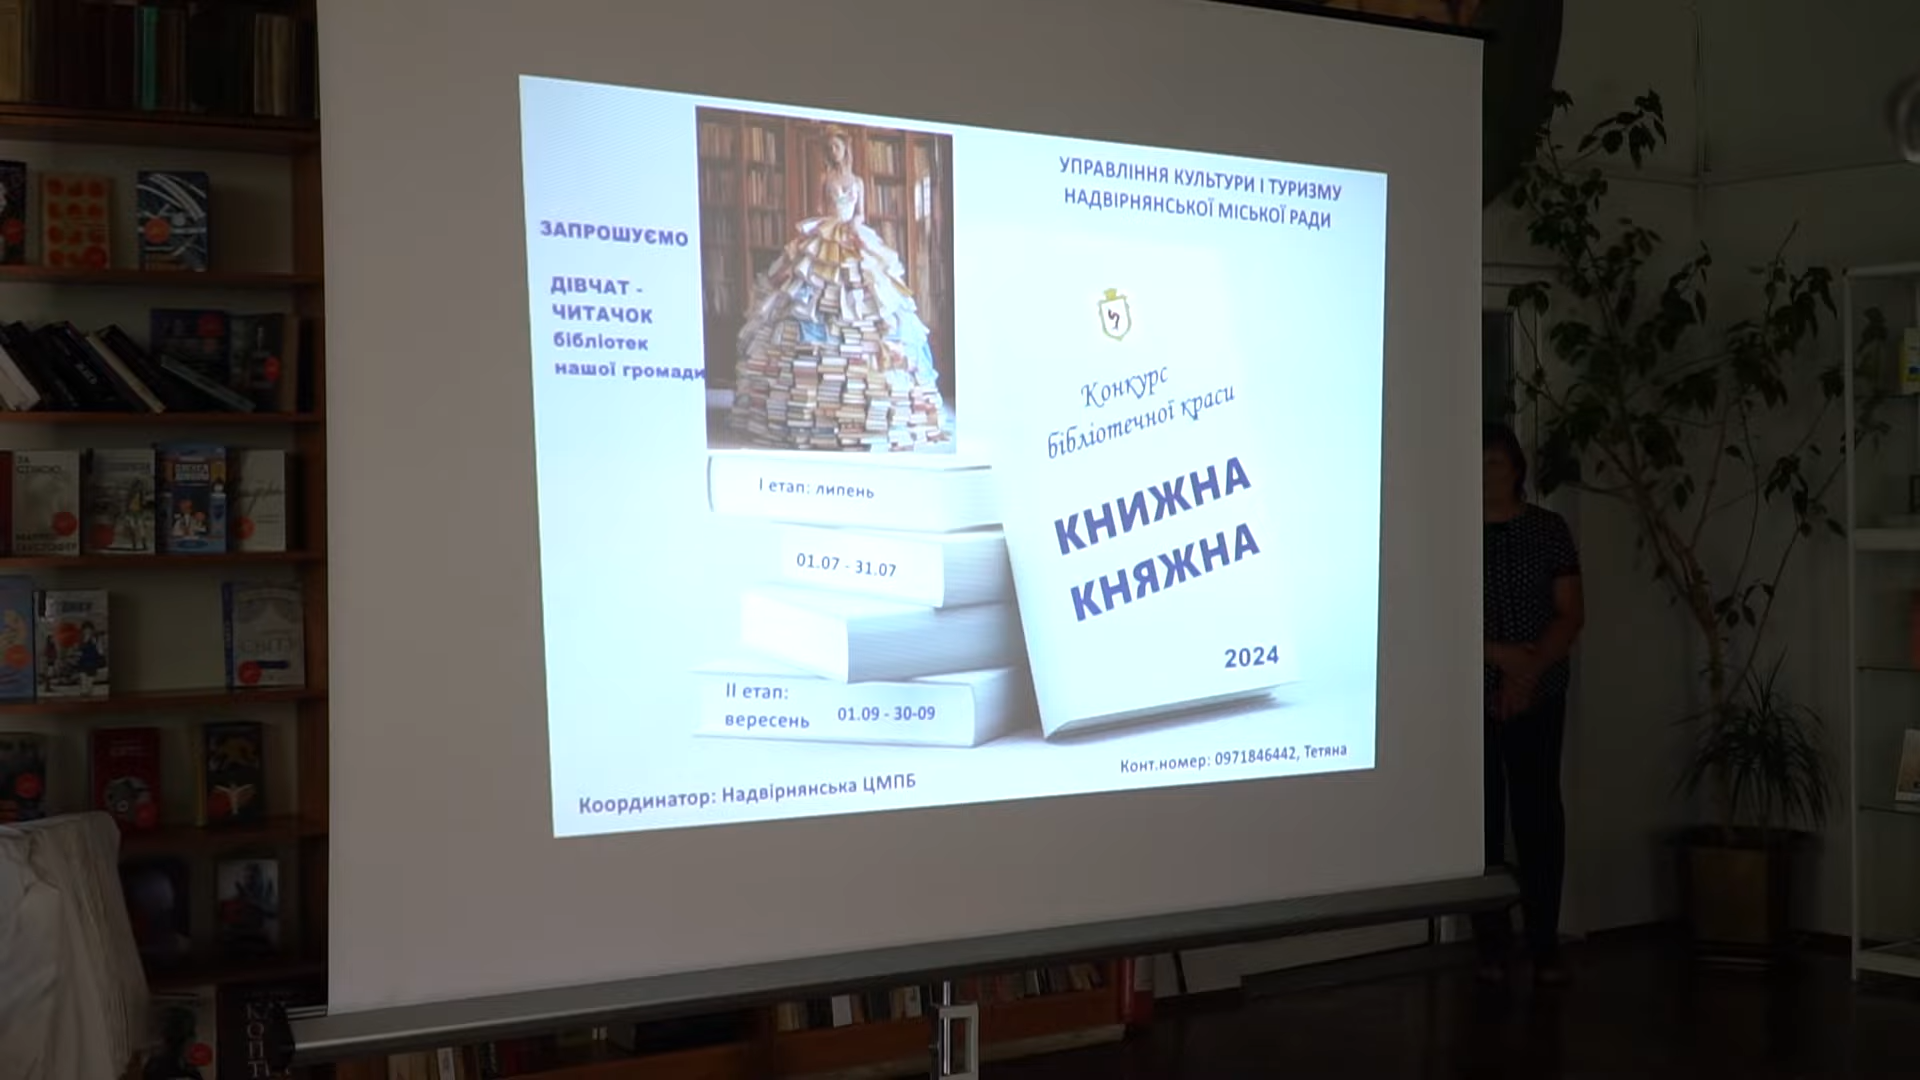 УПРАВЛІННЯ КУЛЬТУРИ І ТУРИЗМУ
НАДВІРНЯНСЬКОЇ МІСЬКОЇ РАДИ
ЗАПРОШУЄМО
ДІВЧАТ -
ЧИТАЧОК
бібліотек
нашої громади
Конкурс
бібліотечної краси
КНИЖНА
КНЯЖНА
2024
І етап: липень
01.07 - 31.07
ІІ етап:
вересень
01.09 - 30-09
Координатор: Надвірнянська ЦМПБ
Конт.номер: 0971846442, Тетяна